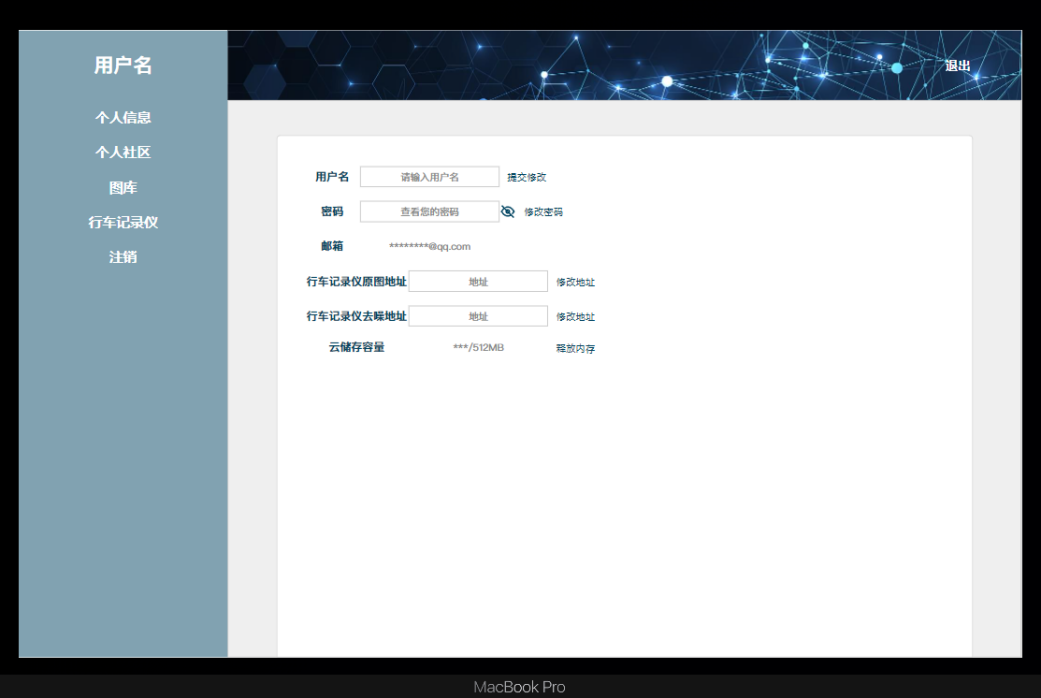 用户名
退出
个人信息
个人社区
图库
行车记录仪
注销
用户名 请输入用户名 提交修改
密码 查看您的密码 修改密码
邮箱 ********@qq.com
行车记录仪原图地址 地址 修改地址
行车记录仪去噪地址 地址 修改地址
云储存容量 ***/512MB 释放内存
MacBook Pro